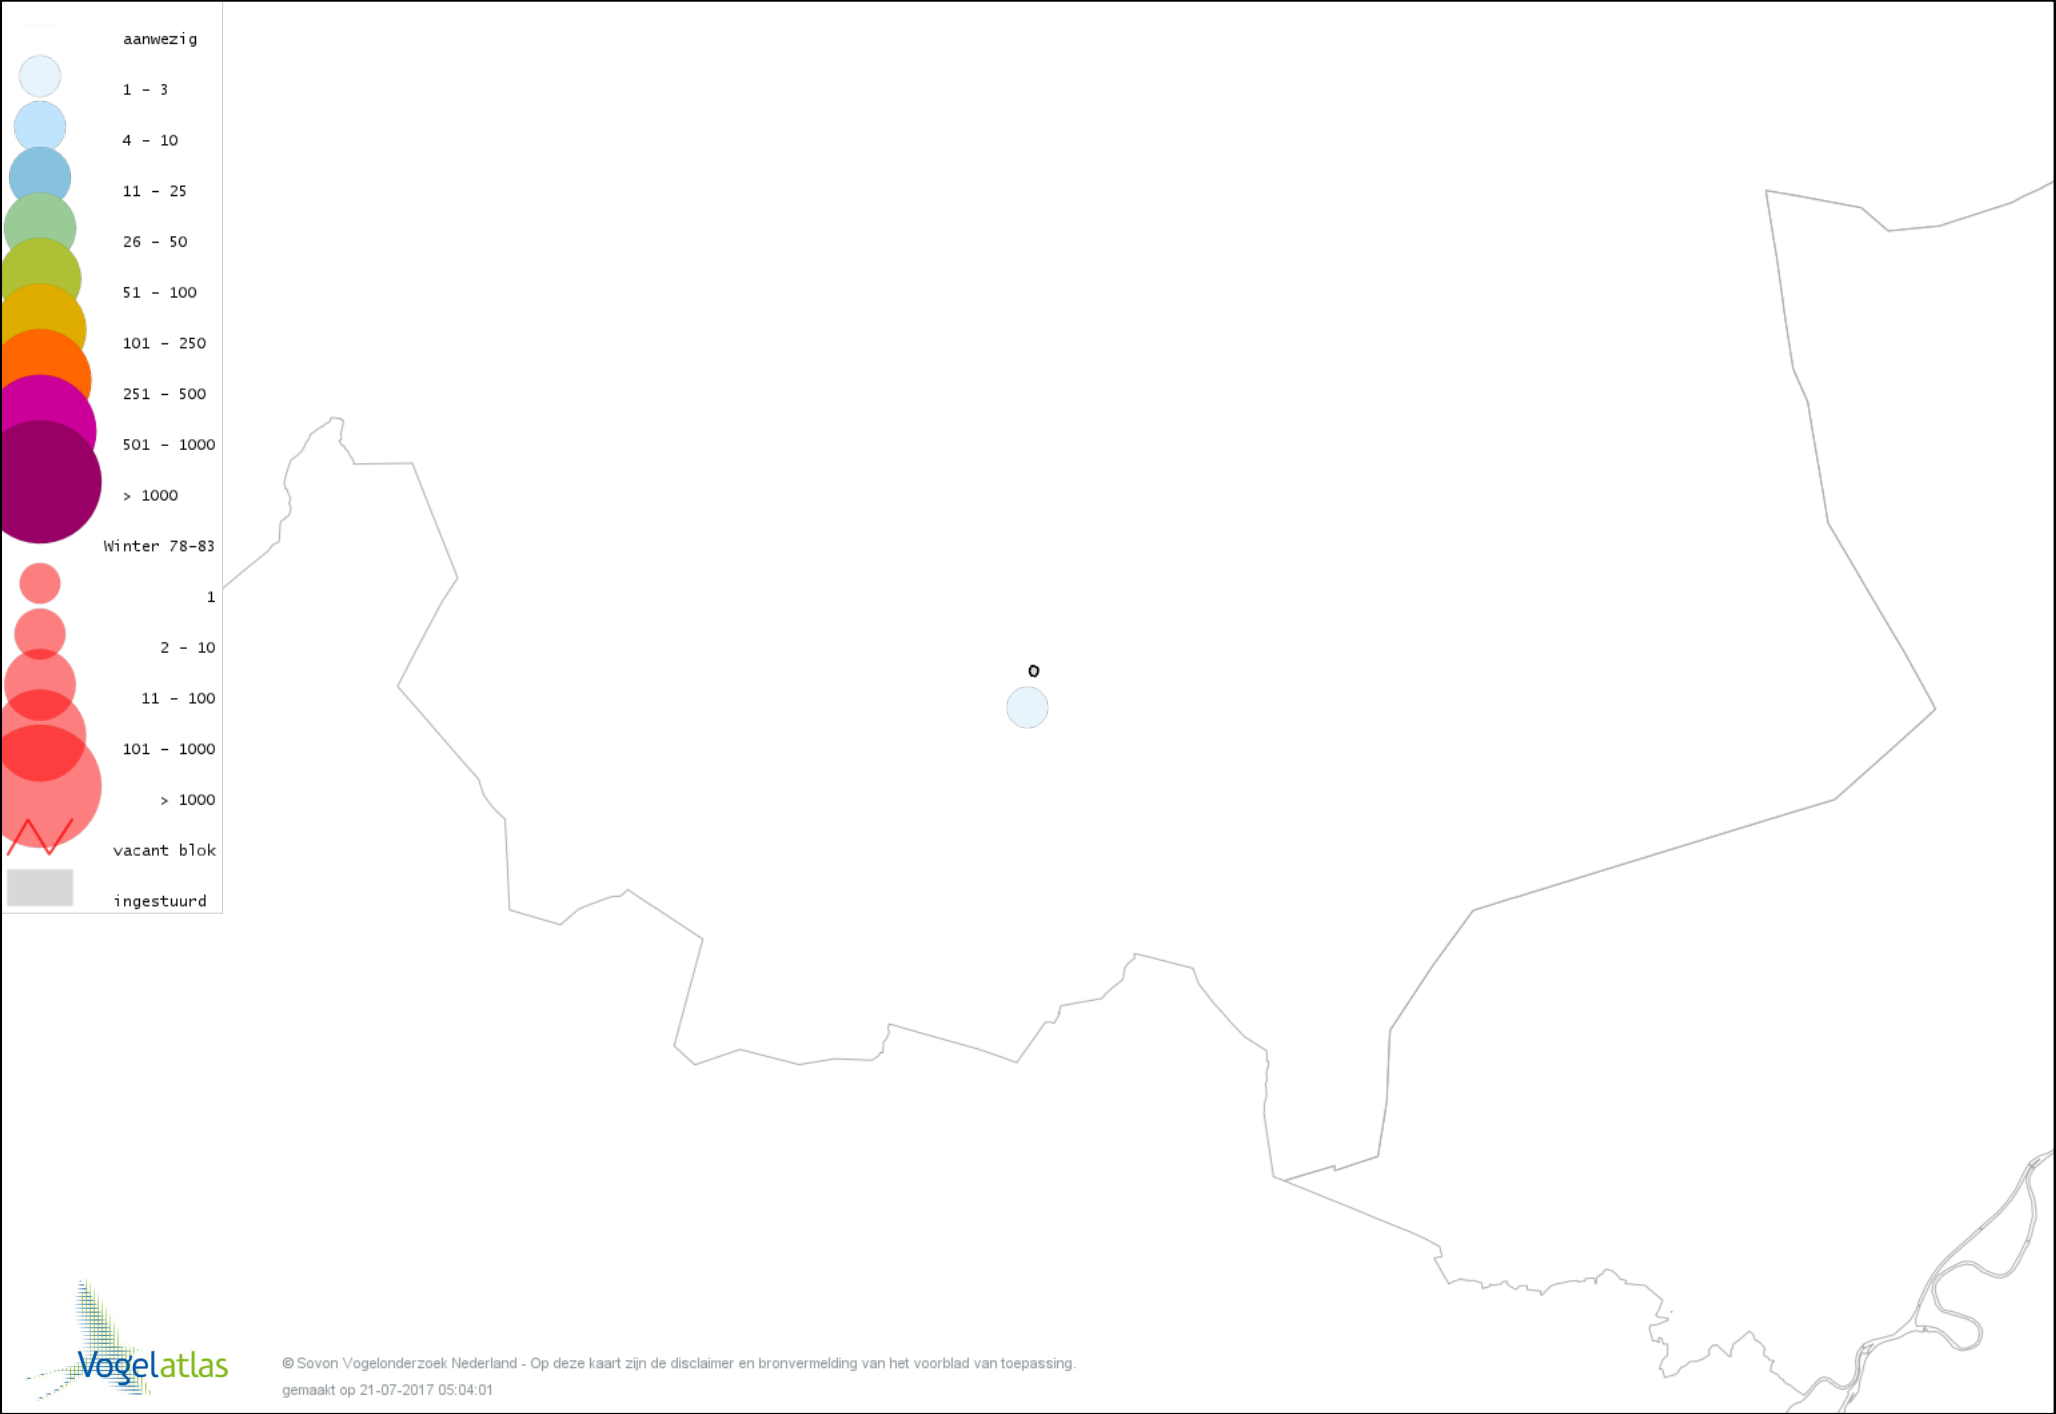 aanwezig
1 - 3
4 - 10
11 - 25
26 - 50
51 - 100
101 - 250
251 - 500
501 - 1000
> 1000
Winter 78-83
1
2 - 10
11 - 100
101 - 1000
> 1000
vacant blok
ingestuurd
Vogelatlas
© Sovon Vogelonderzoek Nederland - Op deze kaart zijn de disclaimer en bronvermelding van het voorblad van toepassing.
gemaakt op 21-07-2017 05:04:01